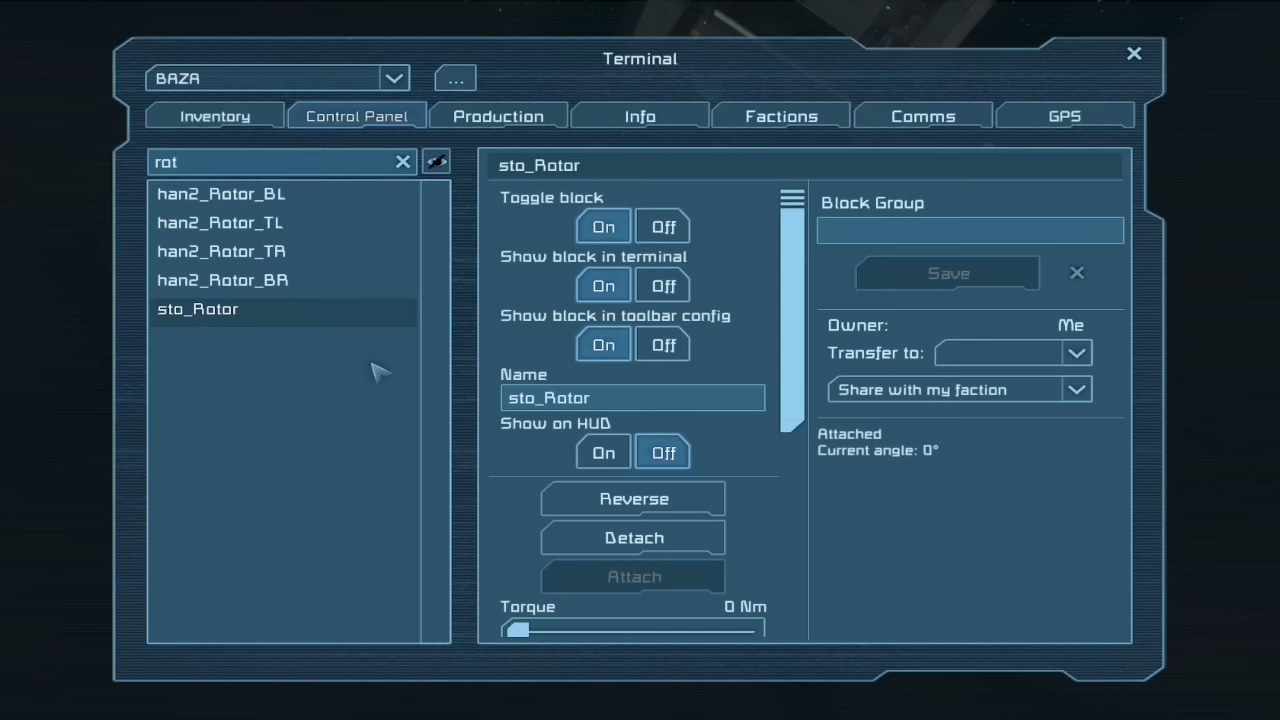 Terminal
BAZA
...
Inventory
Control Panel
Production
Info
Factions
Comms
GPS
rot
han2_Rotor_BL
han2_Rotor_TL
han2_Rotor_TR
han2_Rotor_BR
sto_Rotor
sto_Rotor
Toggle block
On Off
Show block in terminal
On Off
Show block in toolbar config
On Off
Name
sto_Rotor
Show on HUD
On Off
Reverse
Detach
Attach
Torque 0 Nm
Block Group
Save
Owner: Me
Transfer to:
Share with my faction
Attached
Current angle: 0°